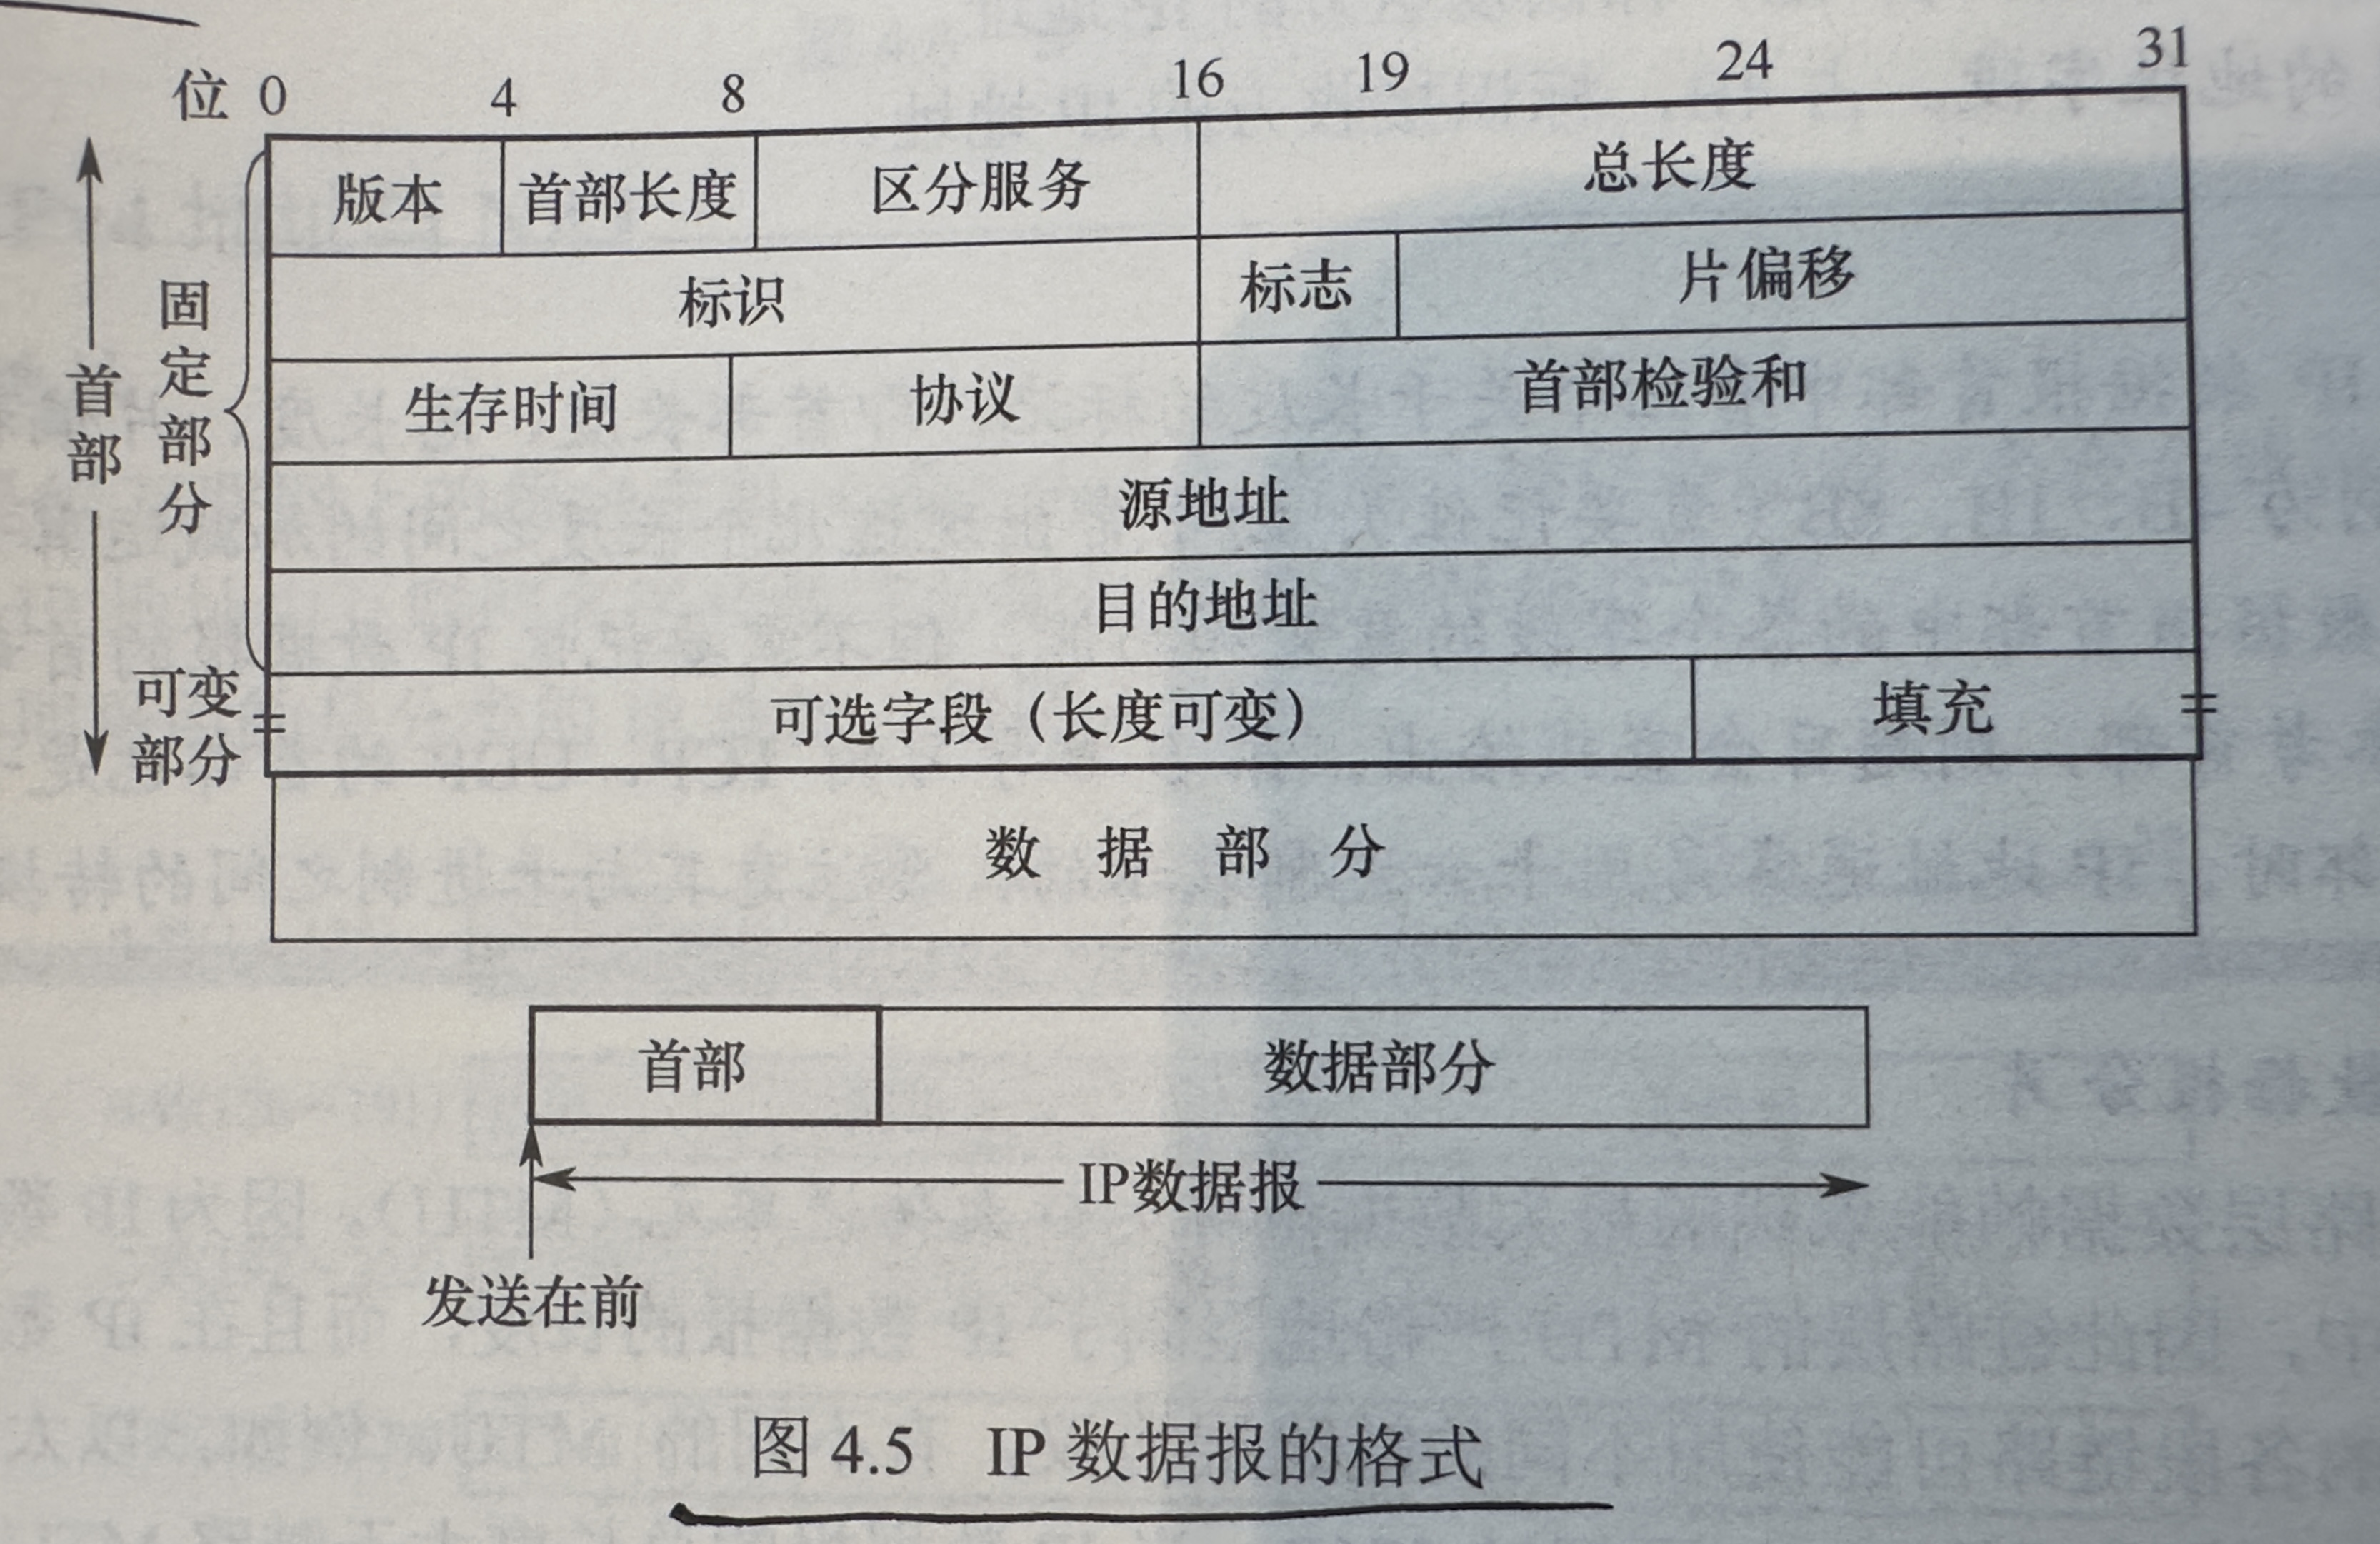 位 0 4 8 16 19 24 31
版本 首部长度 区分服务 总长度
标识 标志 片偏移
生存时间 协议 首部检验和
源地址
目的地址
可选字段（长度可变） 填充
首部
固定部分
可变
部分
数 据 部 分
首部 数据部分
IP数据报
发送在前
图 4.5 IP 数据报的格式